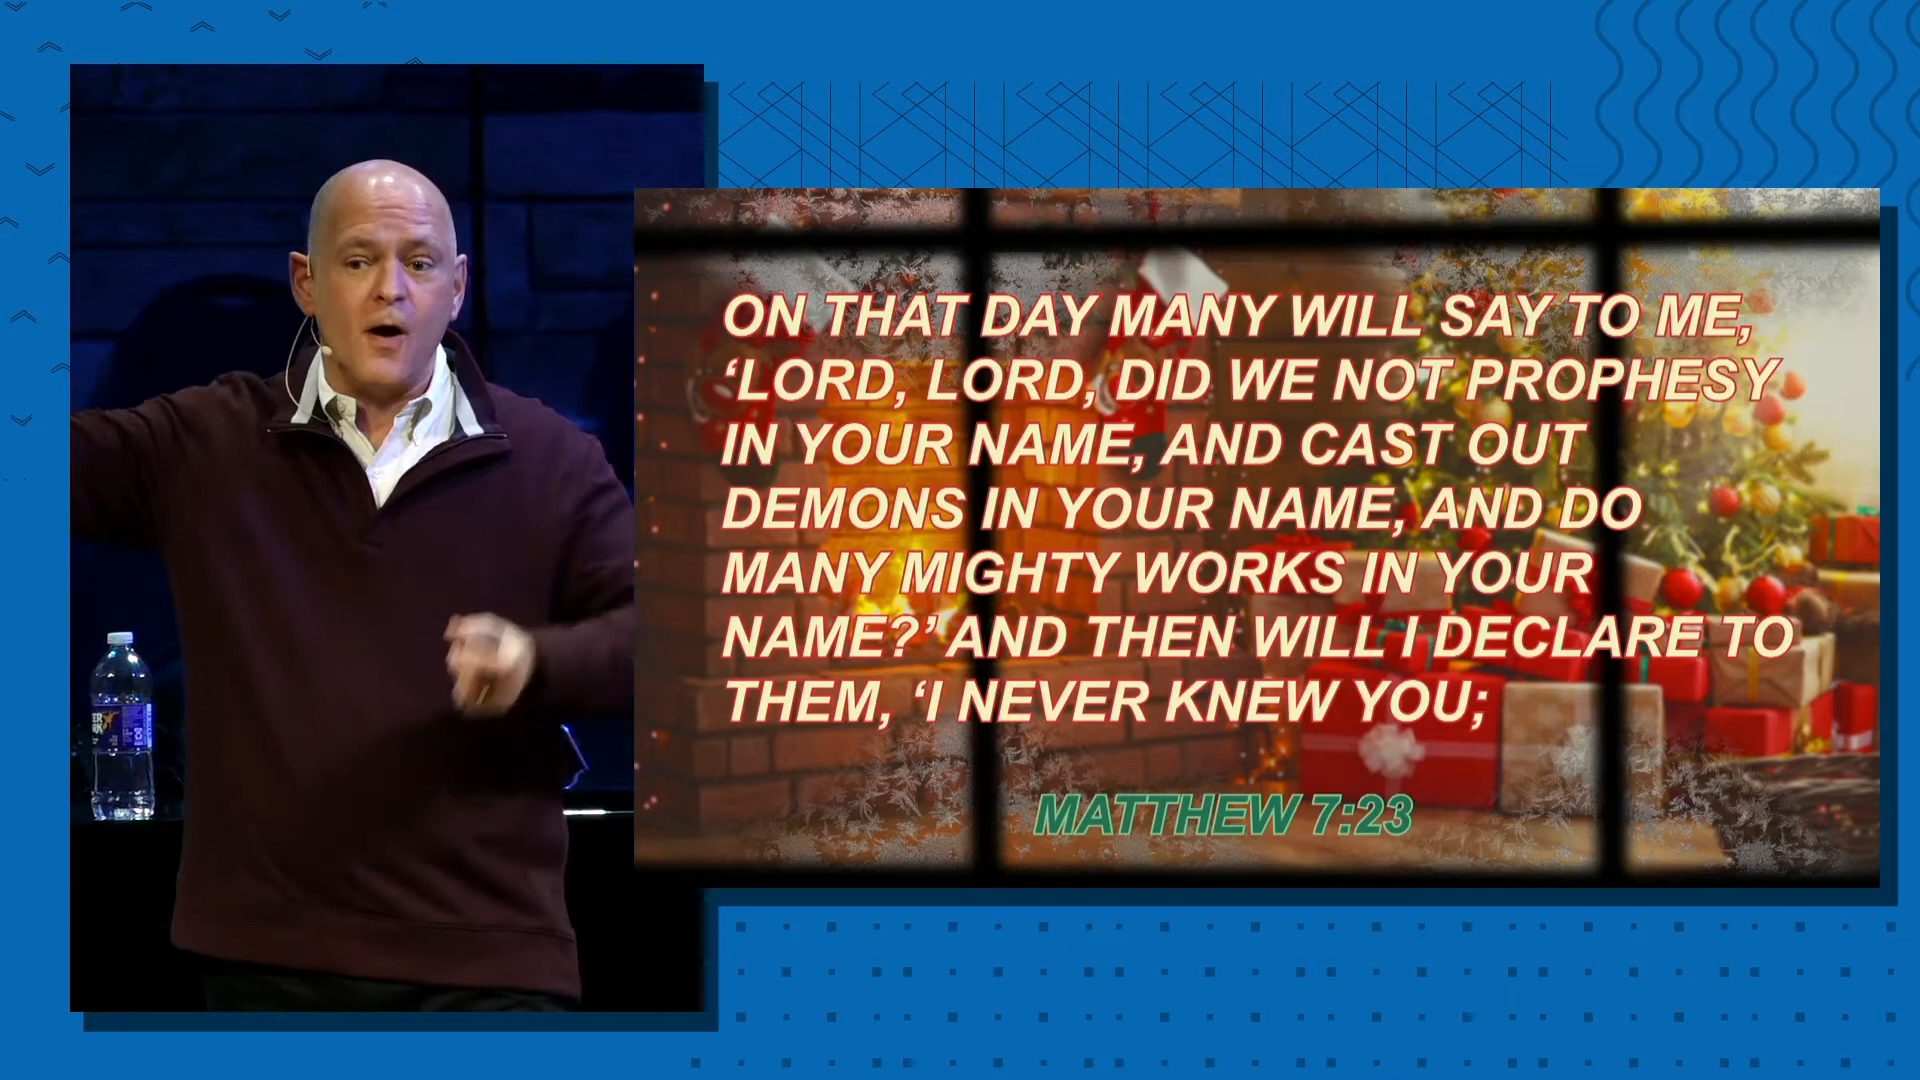 ON THAT DAY MANY WILL SAY TO ME,
‘LORD, LORD, DID WE NOT PROPHESY
IN YOUR NAME, AND CAST OUT
DEMONS IN YOUR NAME, AND DO
MANY MIGHTY WORKS IN YOUR
NAME?’ AND THEN WILL I DECLARE TO
THEM, ‘I NEVER KNEW YOU;
MATTHEW 7:23